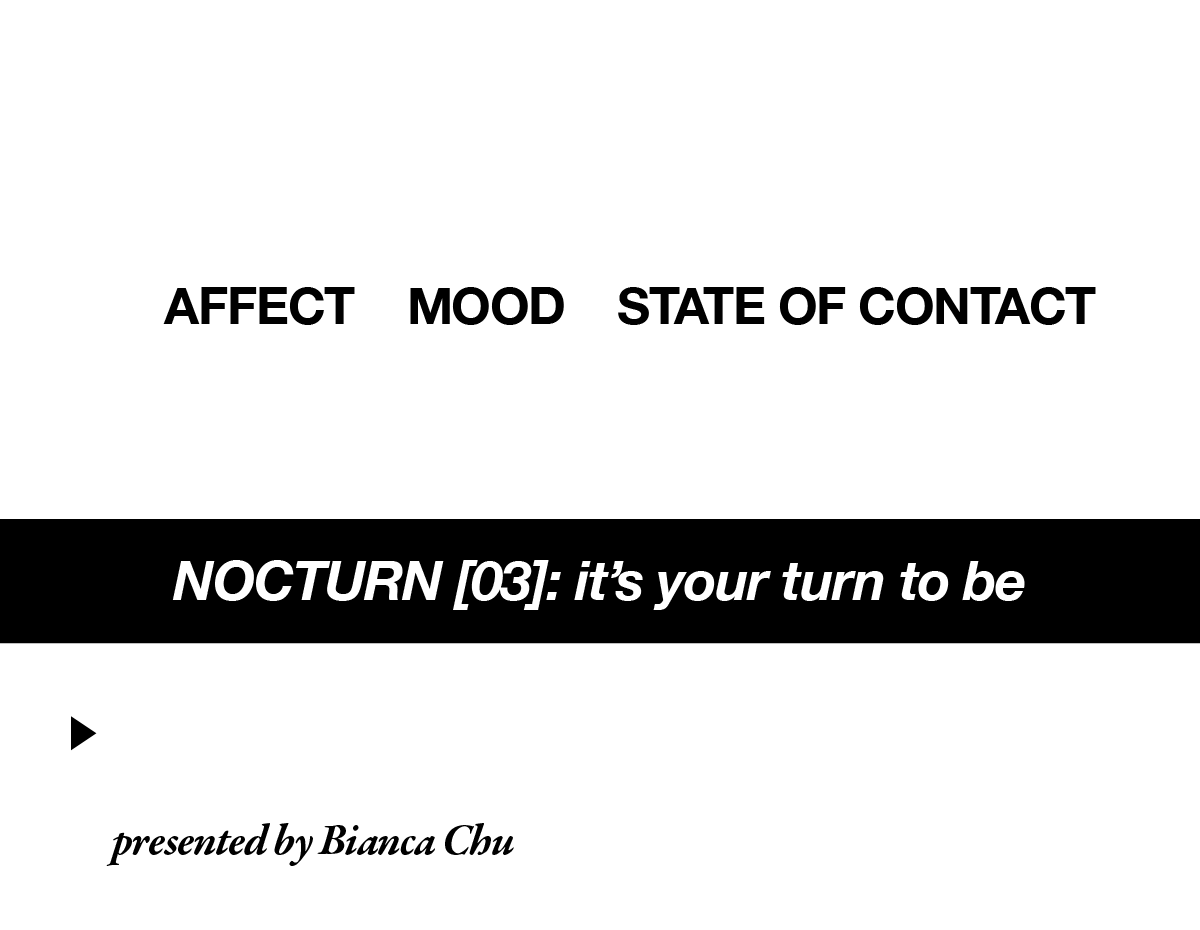 AFFECT MOOD STATE OF CONTACT
NOCTURN [03]: it’s your turn to be
presented by Bianca Chu